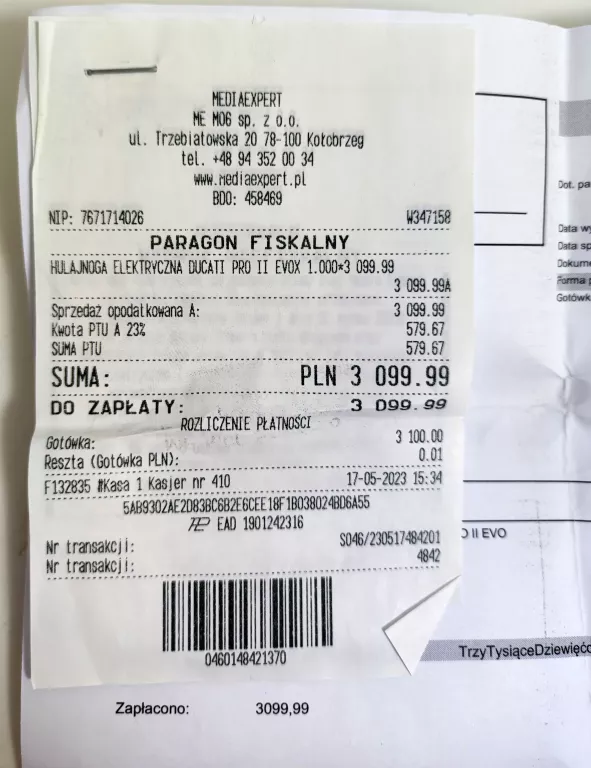 MEDIAEXPERT
ME M06 sp. z o.o.
ul. Trzebiatowska 20 78-100 Kołobrzeg
tel. +48 94 352 00 34
www.mediaexpert.pl
BDO: 458469
NIP: 7671714026 W347158
PARAGON FISKALNY
HULAJNOGA ELEKTRYCZNA DUCATI PRO II EVOX 1.000*3 099.99
3 099.99A
Sprzedaż opodatkowana A: 3 099.99
Kwota PTU A 23% 579.67
SUMA PTU 579.67
SUMA: PLN 3 099.99
DO ZAPŁATY: 3 099.99
ROZLICZENIE PŁATNOŚCI
Gotówka: 3 100.00
Reszta (Gotówka PLN): 0.01
F132835 #Kasa 1 Kasjer nr 410 17-05-2023 15:34
5AB9302AE2D83BC6B2E6CEE18F1B038024BD6A55
EAD 1901242316
Nr transakcji: S046/230517484201
Nr transakcji: 4842
0460148421370
Dot. pa
Data wy
Data sp
Dokume
Forma p
Gotówk
O II EVO
TrzyTysiąceDziewięć
Zapłacono: 3099,99